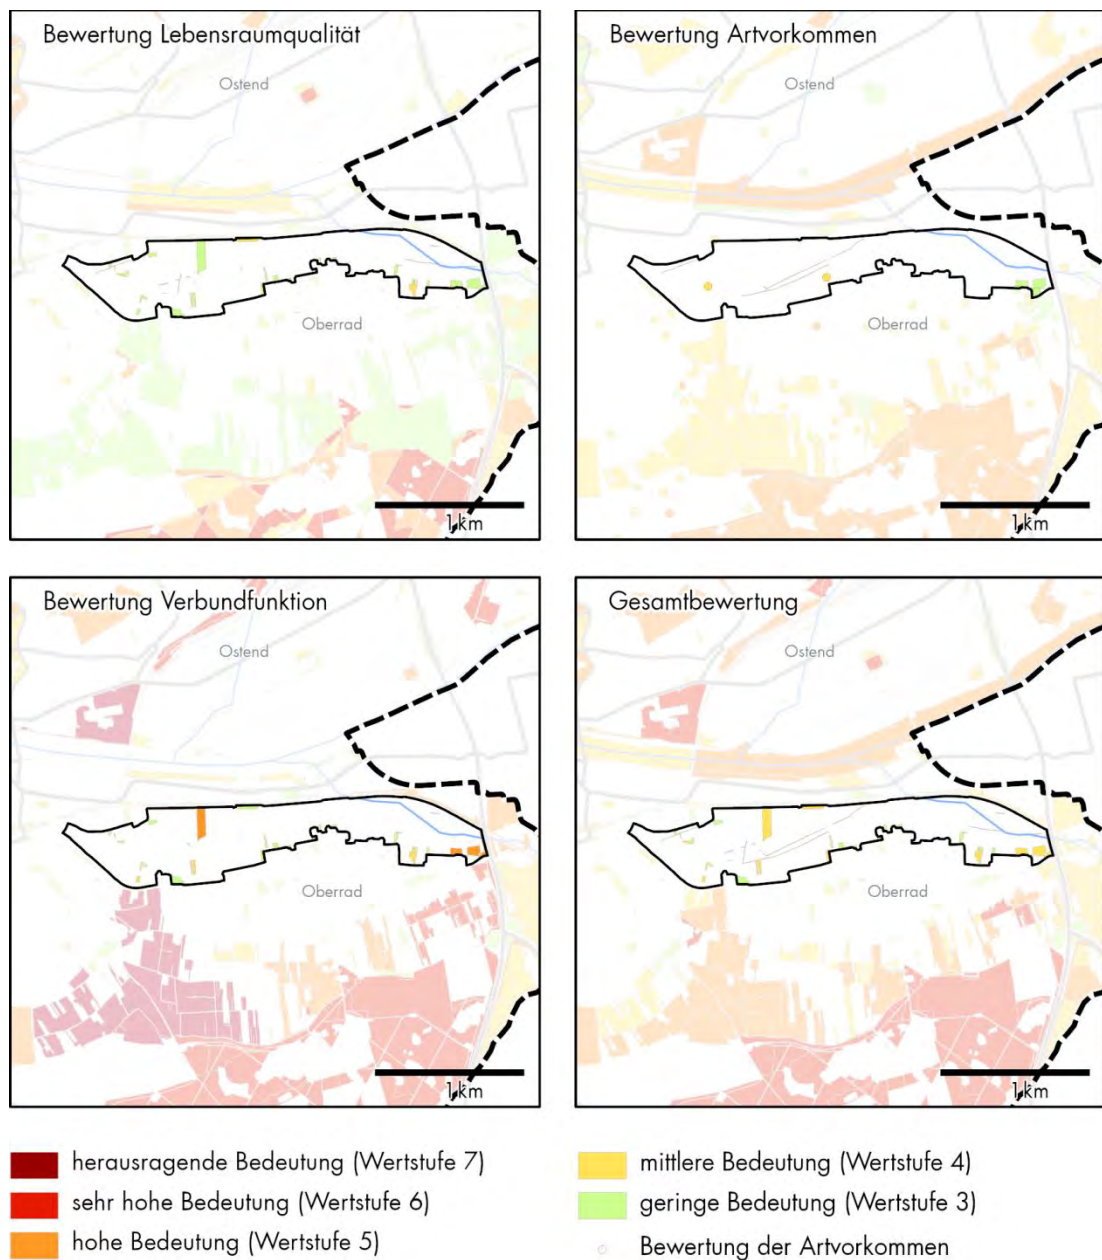 Bewertung Lebensraumqualität
Ostend
Oberrad
1 km
Bewertung Artvorkommen
Ostend
Oberrad
1 km
Bewertung Verbundfunktion
Ostend
Oberrad
1 km
Gesamtbewertung
Ostend
Oberrad
1 km
herausragende Bedeutung (Wertstufe 7)
sehr hohe Bedeutung (Wertstufe 6)
hohe Bedeutung (Wertstufe 5)
mittlere Bedeutung (Wertstufe 4)
geringe Bedeutung (Wertstufe 3)
Bewertung der Artvorkommen